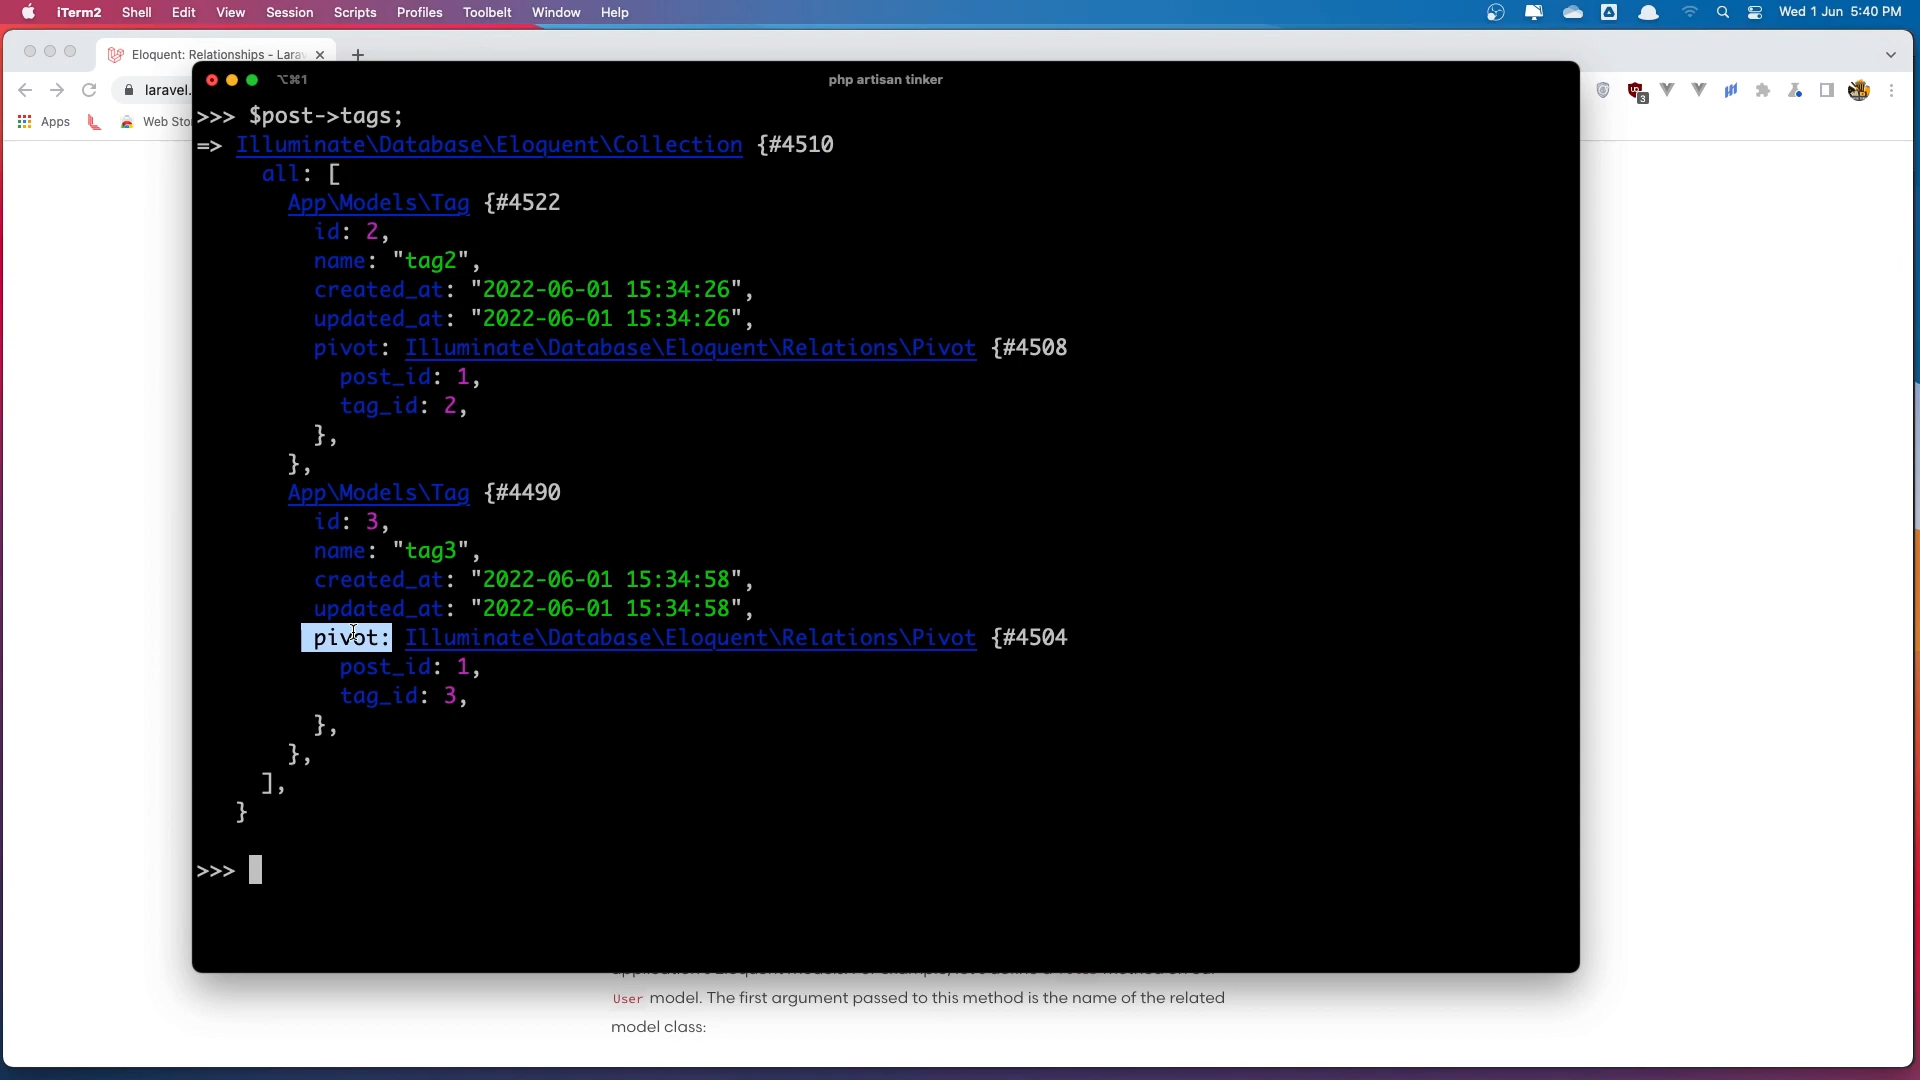 iTerm2 Shell Edit View Session Scripts Profiles Toolbelt Window Help Wed 1 Jun 5:40 PM
Eloquent: Relationships - Larav
laravel. 3
Apps Web Sto
⌥⌘1 php artisan tinker
>>> $post->tags;
=> Illuminate\Database\Eloquent\Collection {#4510
all: [
App\Models\Tag {#4522
id: 2,
name: "tag2",
created_at: "2022-06-01 15:34:26",
updated_at: "2022-06-01 15:34:26",
pivot: Illuminate\Database\Eloquent\Relations\Pivot {#4508
post_id: 1,
tag_id: 2,
},
},
App\Models\Tag {#4490
id: 3,
name: "tag3",
created_at: "2022-06-01 15:34:58",
updated_at: "2022-06-01 15:34:58",
pivot: Illuminate\Database\Eloquent\Relations\Pivot {#4504
post_id: 1,
tag_id: 3,
},
},
],
}
>>>
User model. The first argument passed to this method is the name of the related
model class: